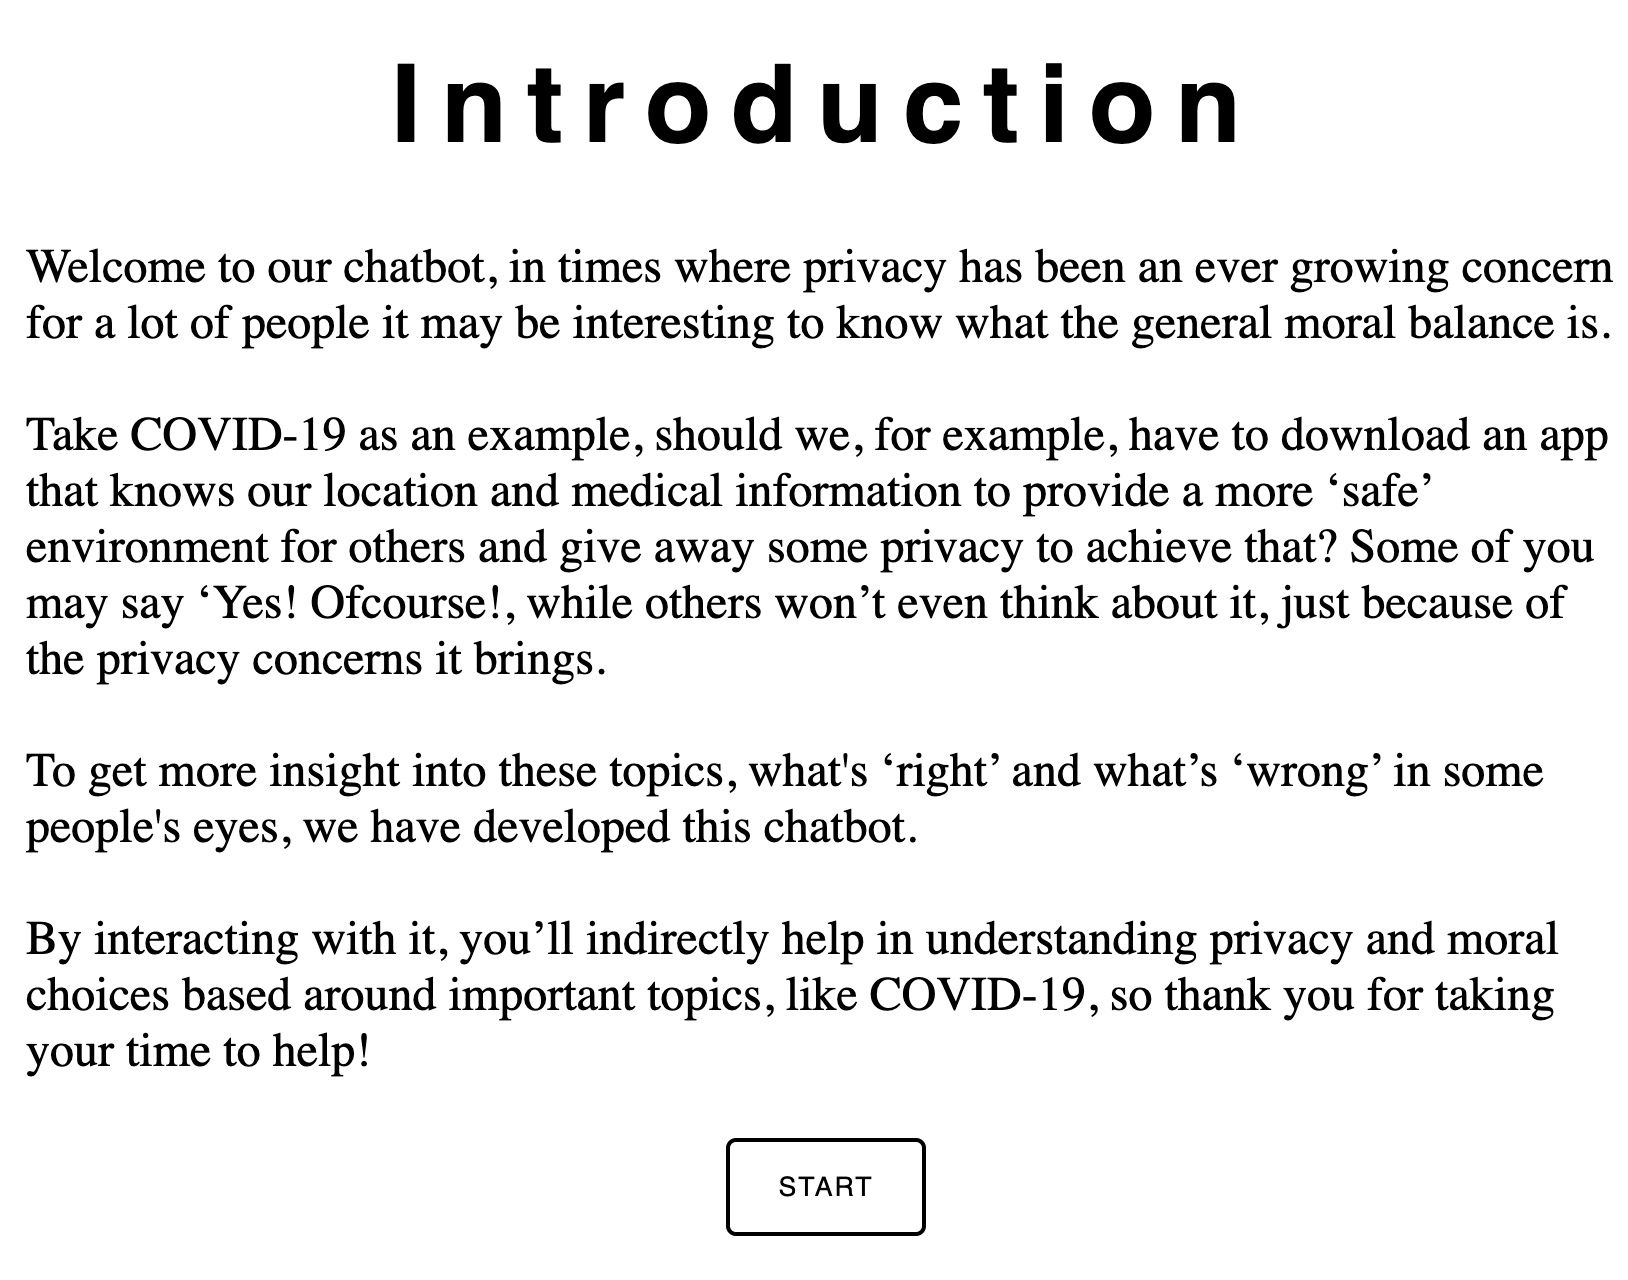 Introduction
Welcome to our chatbot, in times where privacy has been an ever growing concern
for a lot of people it may be interesting to know what the general moral balance is.
Take COVID-19 as an example, should we, for example, have to download an app
that knows our location and medical information to provide a more ‘safe’
environment for others and give away some privacy to achieve that? Some of you
may say ‘Yes! Ofcourse!, while others won’t even think about it, just because of
the privacy concerns it brings.
To get more insight into these topics, what's ‘right’ and what’s ‘wrong’ in some
people's eyes, we have developed this chatbot.
By interacting with it, you’ll indirectly help in understanding privacy and moral
choices based around important topics, like COVID-19, so thank you for taking
your time to help!
START